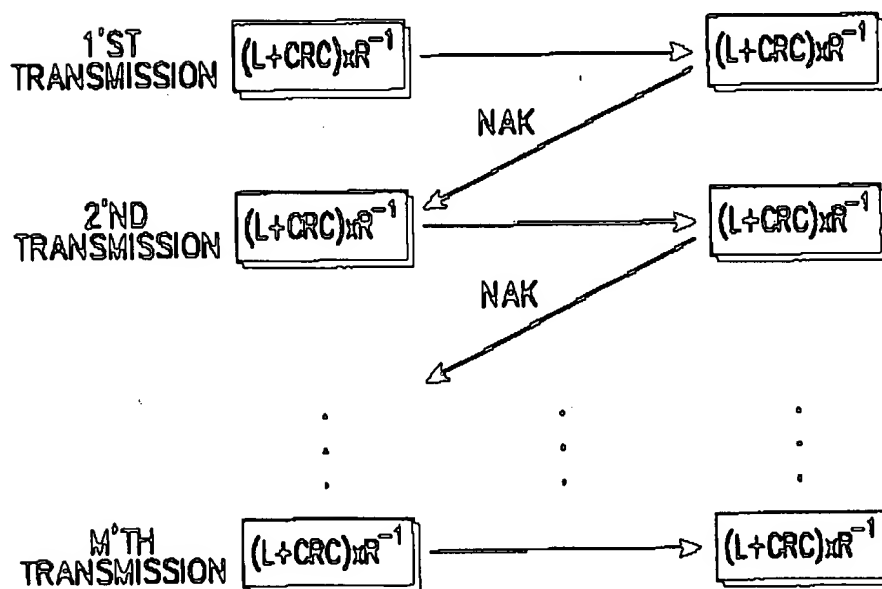 1'ST
TRANSMISSION
(L+CRC)xR⁻¹
(L+CRC)xR⁻¹
NAK
2'ND
TRANSMISSION
(L+CRC)xR⁻¹
(L+CRC)xR⁻¹
NAK
M'TH
TRANSMISSION
(L+CRC)xR⁻¹
(L+CRC)xR⁻¹